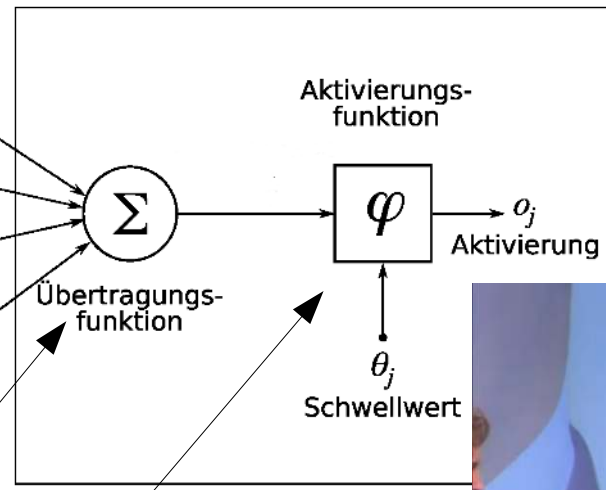 Aktivierungs-
funktion
Σ
φ
o_j
Aktivierung
Übertragungs-
funktion
θ_j
Schwellwert